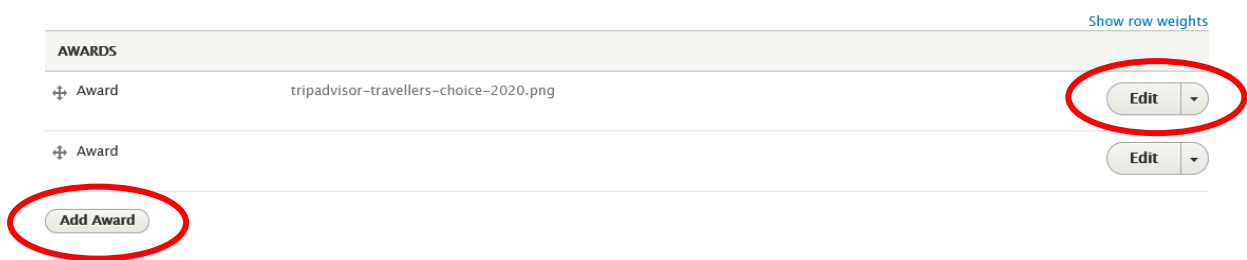 Show row weights
AWARDS
Award tripadvisor-travellers-choice-2020.png Edit
Award Edit
Add Award